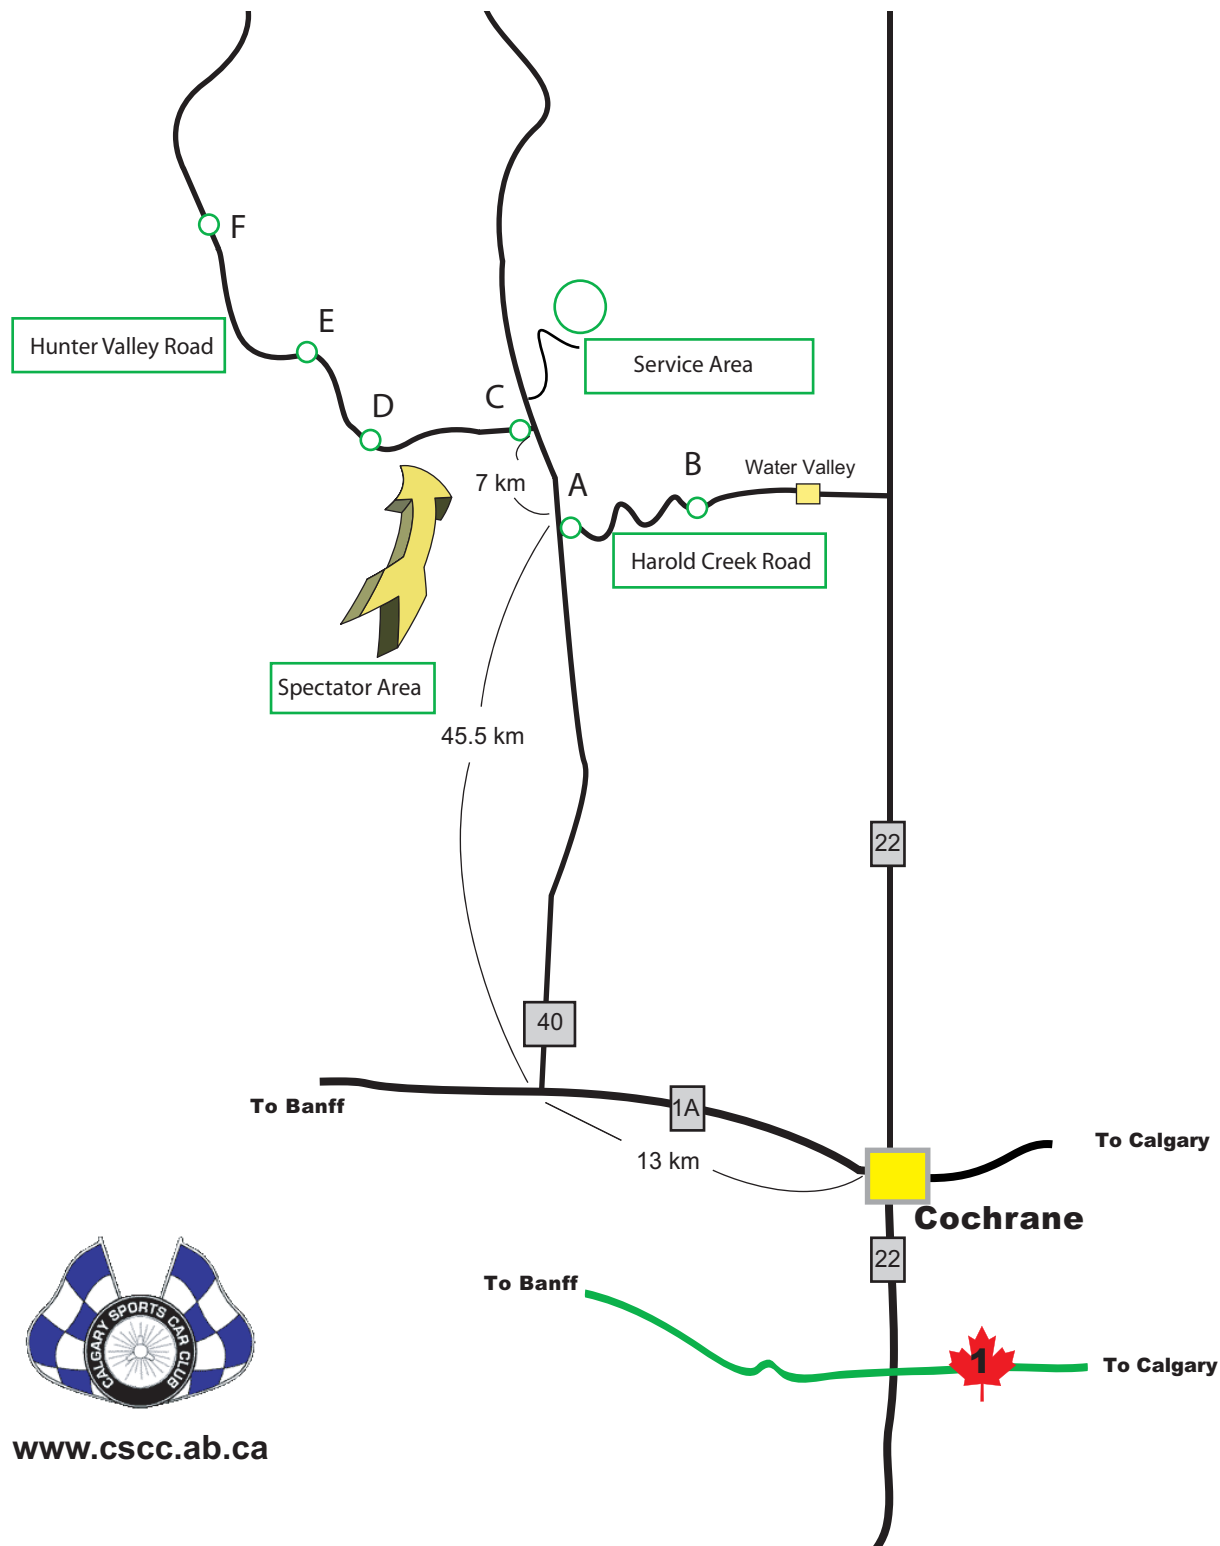 F
E
Hunter Valley Road
Service Area
D
C
7 km
A
B
Water Valley
Harold Creek Road
Spectator Area
45.5 km
22
40
To Banff
1A
To Calgary
13 km
Cochrane
22
To Banff
1
To Calgary
CALGARY SPORTS CAR CLUB
www.cscc.ab.ca